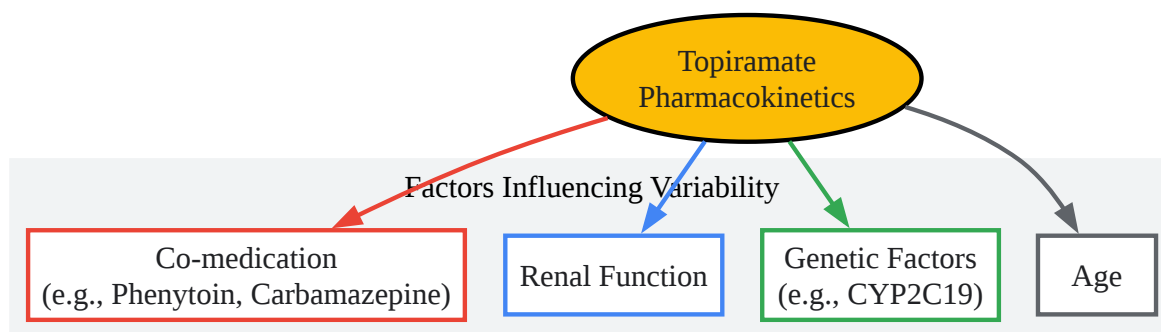 Topiramate
Pharmacokinetics
Factors Influencing Variability
Co-medication
(e.g., Phenytoin, Carbamazepine)
Renal Function
Genetic Factors
(e.g., CYP2C19)
Age